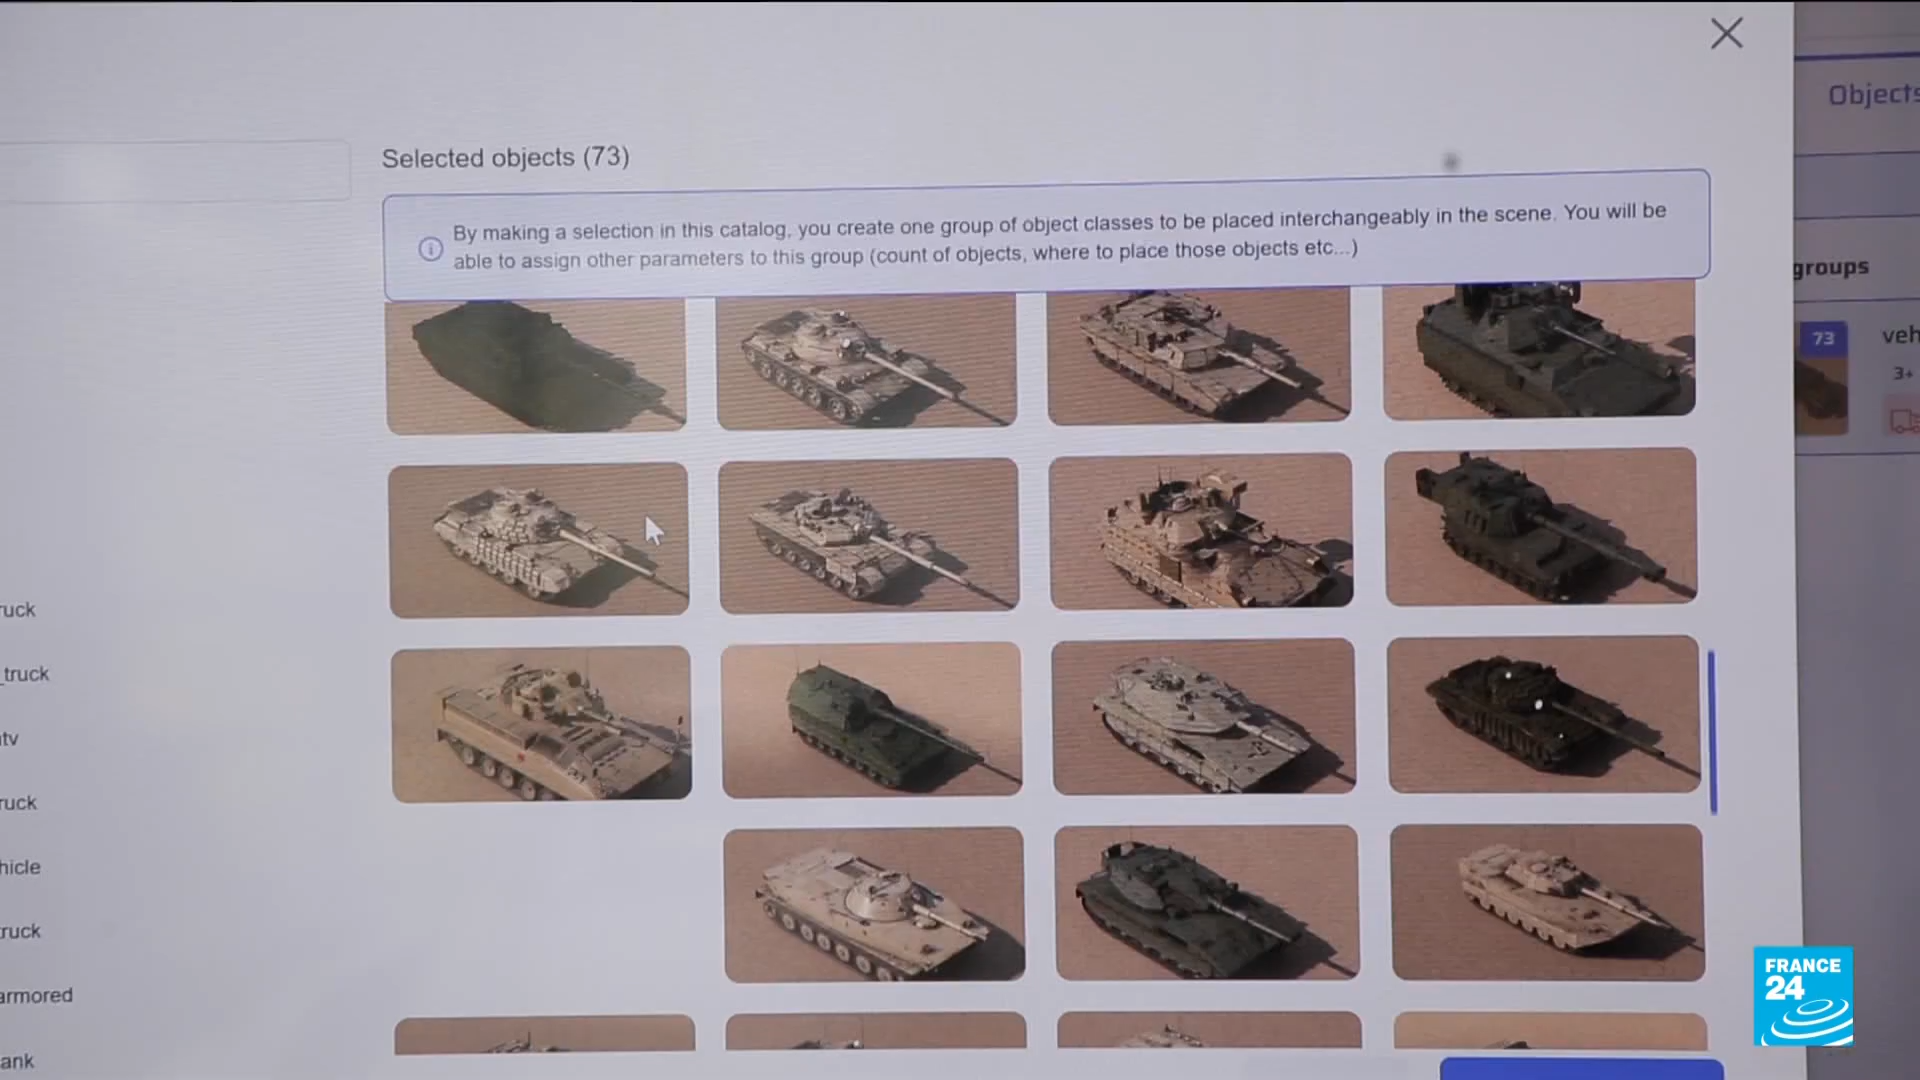 Objects
Selected objects (73)
By making a selection in this catalog, you create one group of object classes to be placed interchangeably in the scene. You will be
able to assign other parameters to this group (count of objects, where to place those objects etc...)
groups
73
veh
3+
ruck
_truck
tv
ruck
hicle
ruck
armored
ank
FRANCE
24